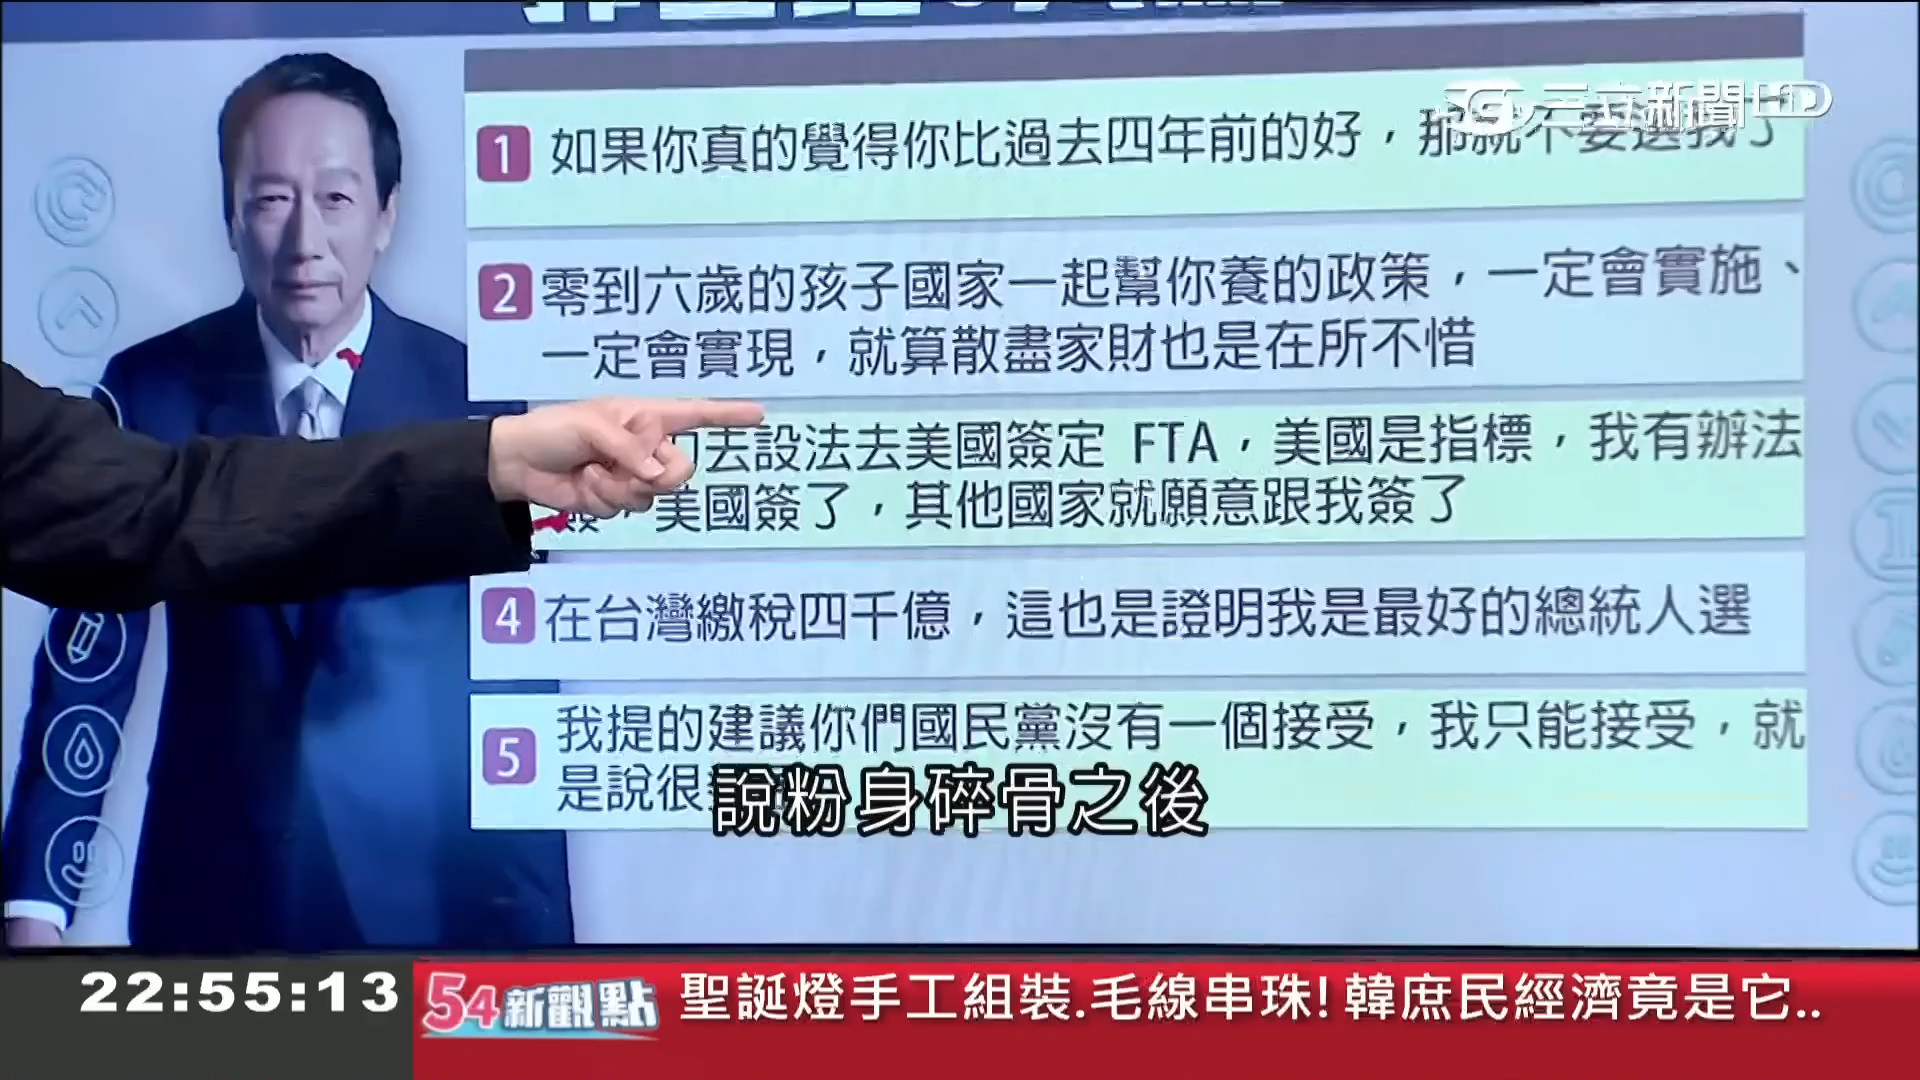 三立新聞HD
1 如果你真的覺得你比過去四年前的好，那就不要選我了
2 零到六歲的孩子國家一起幫你養的政策，一定會實施、
一定會實現，就算散盡家財也是在所不惜
去設法去美國簽定 FTA，美國是指標，我有辦法
簽，美國簽了，其他國家就願意跟我簽了
4 在台灣繳稅四千億，這也是證明我是最好的總統人選
5 我提的建議你們國民黨沒有一個接受，我只能接受，就
是說很
說粉身碎骨之後
22:55:13
54新觀點
聖誕燈手工組裝.毛線串珠!韓庶民經濟竟是它..